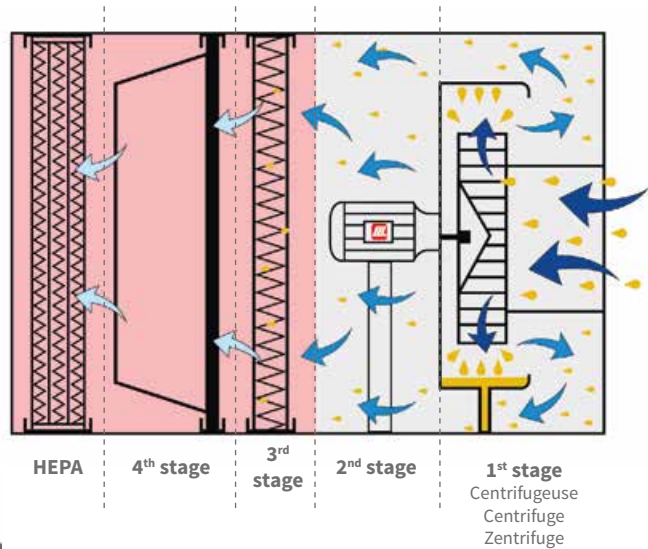 HEPA
4th stage
3rd
stage
2nd stage
1st stage
Centrifugeuse
Centrifuge
Zentrifuge